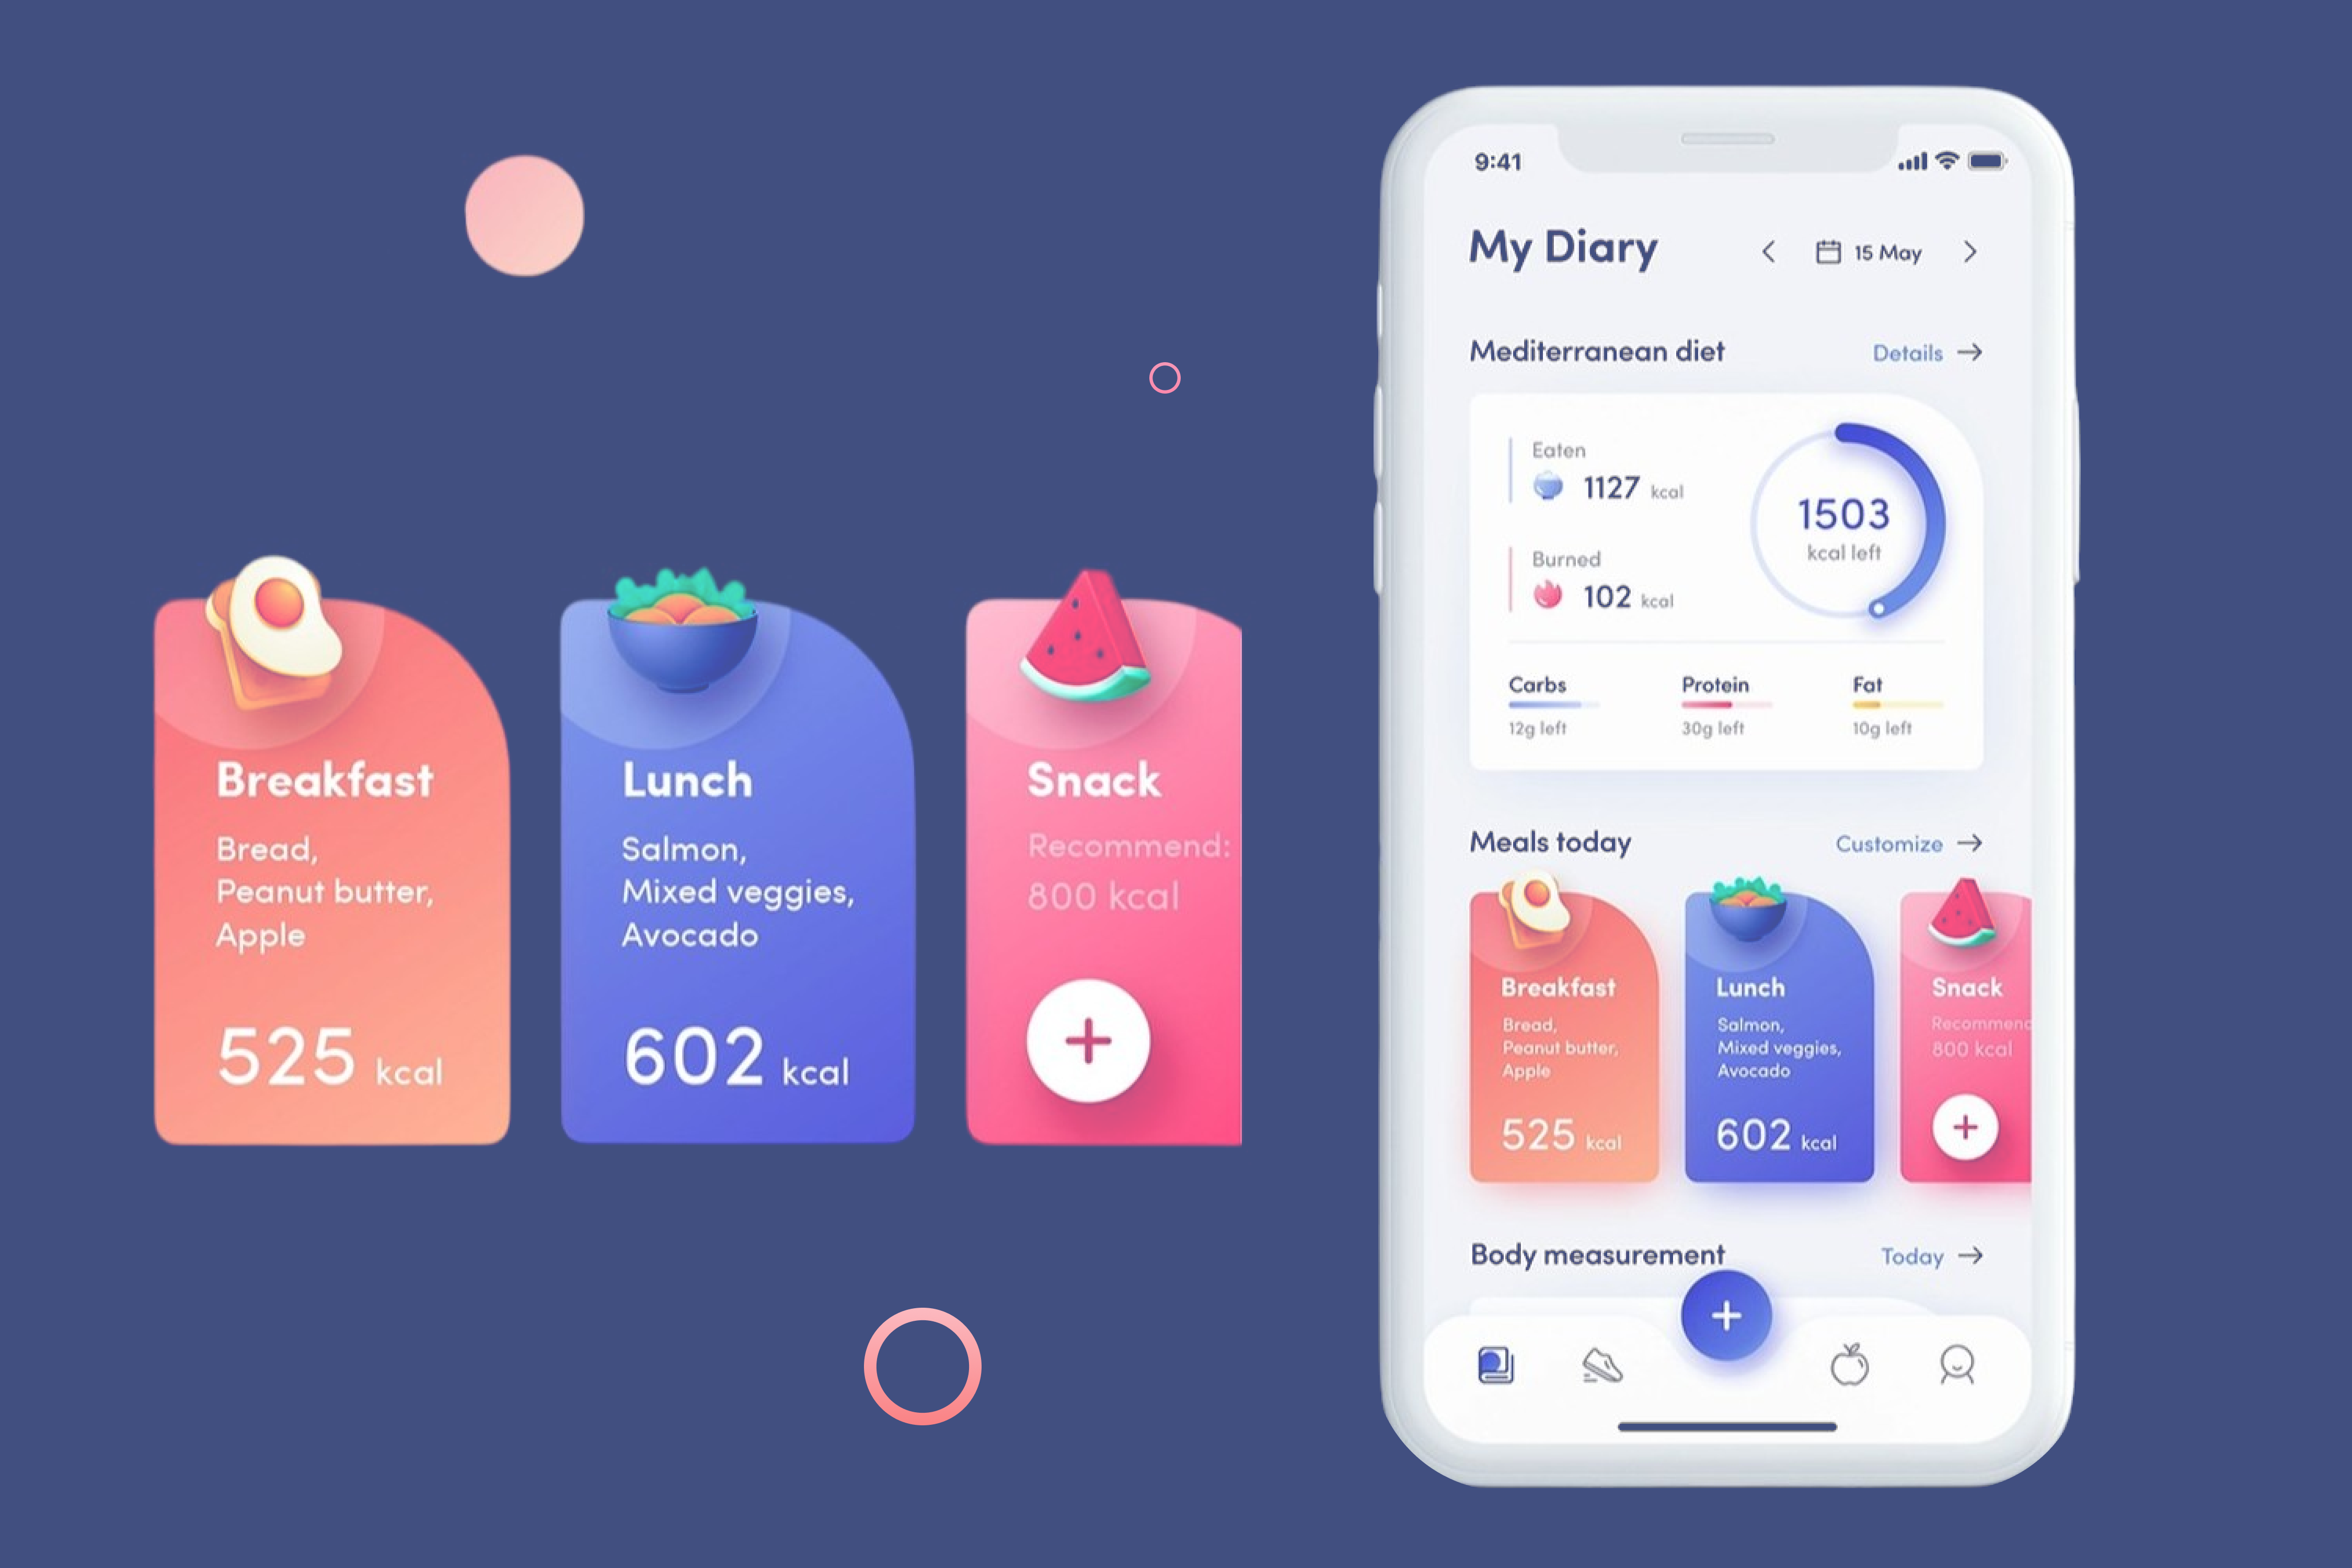 Breakfast
Bread,
Peanut butter,
Apple
525 kcal
Lunch
Salmon,
Mixed veggies,
Avocado
602 kcal
Snack
Recommend:
800 kcal
9:41
My Diary
15 May
Mediterranean diet
Details
Eaten
1127 kcal
Burned
102 kcal
1503
kcal left
Carbs
12g left
Protein
30g left
Fat
10g left
Meals today
Customize
Breakfast
Bread,
Peanut butter,
Apple
525 kcal
Lunch
Salmon,
Mixed veggies,
Avocado
602 kcal
Snack
Recommend
800 kcal
Body measurement
Today